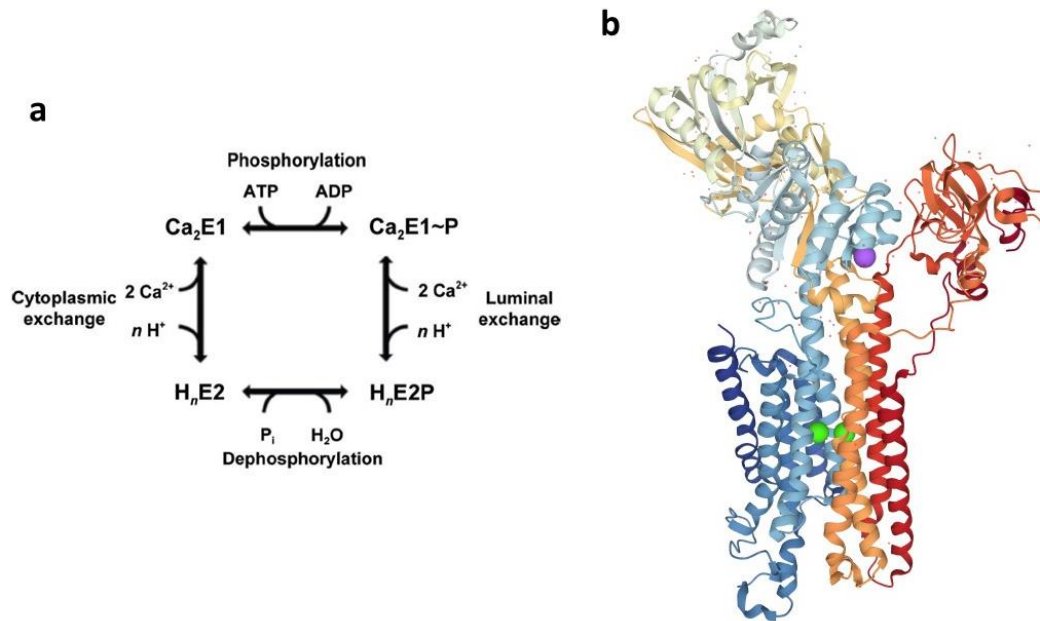 a
b
Phosphorylation
ATP ADP
Ca₂E1 Ca₂E1~P
Cytoplasmic exchange
2 Ca²⁺
n H⁺
2 Ca²⁺
n H⁺
Luminal exchange
HₙE2 HₙE2P
Pᵢ H₂O
Dephosphorylation